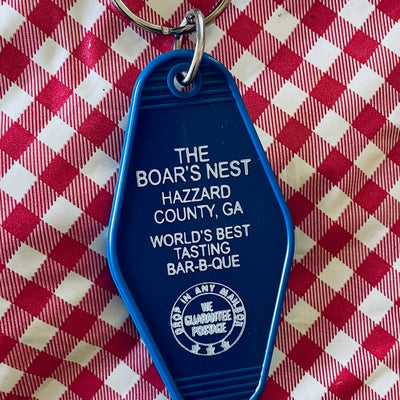 THE
BOAR'S NEST
HAZZARD
COUNTY, GA
WORLD'S BEST
TASTING
BAR-B-QUE
DROP IN ANY MAILBOX
WE
GUARANTEE
POSTAGE